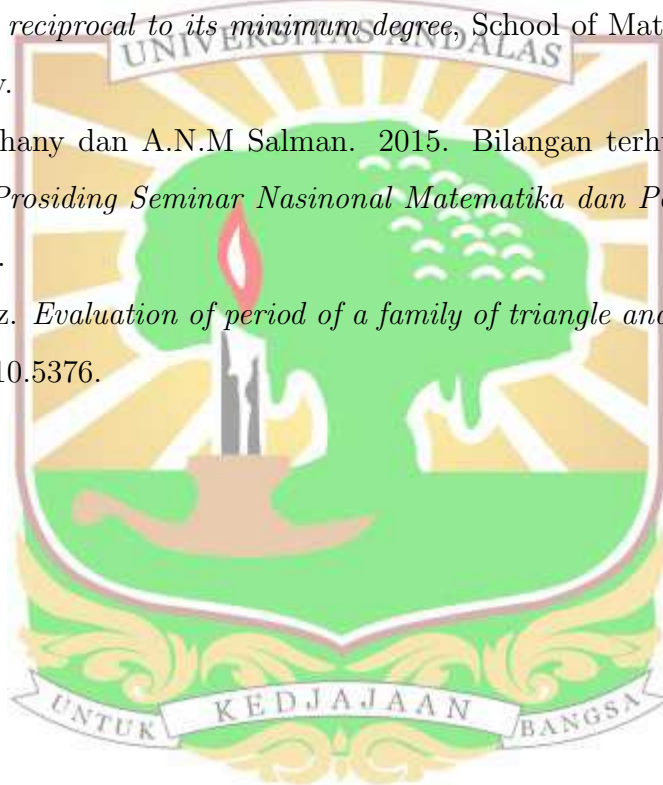 reciprocal to its minimum degree, School of Mat
UNIVERSITAS ANDALAS
y.
hany dan A.N.M Salman. 2015. Bilangan terh
Prosiding Seminar Nasinonal Matematika dan P
.
z. Evaluation of period of a family of triangle and
10.5376.
UNTUK KEDJAJAAN BANGSA